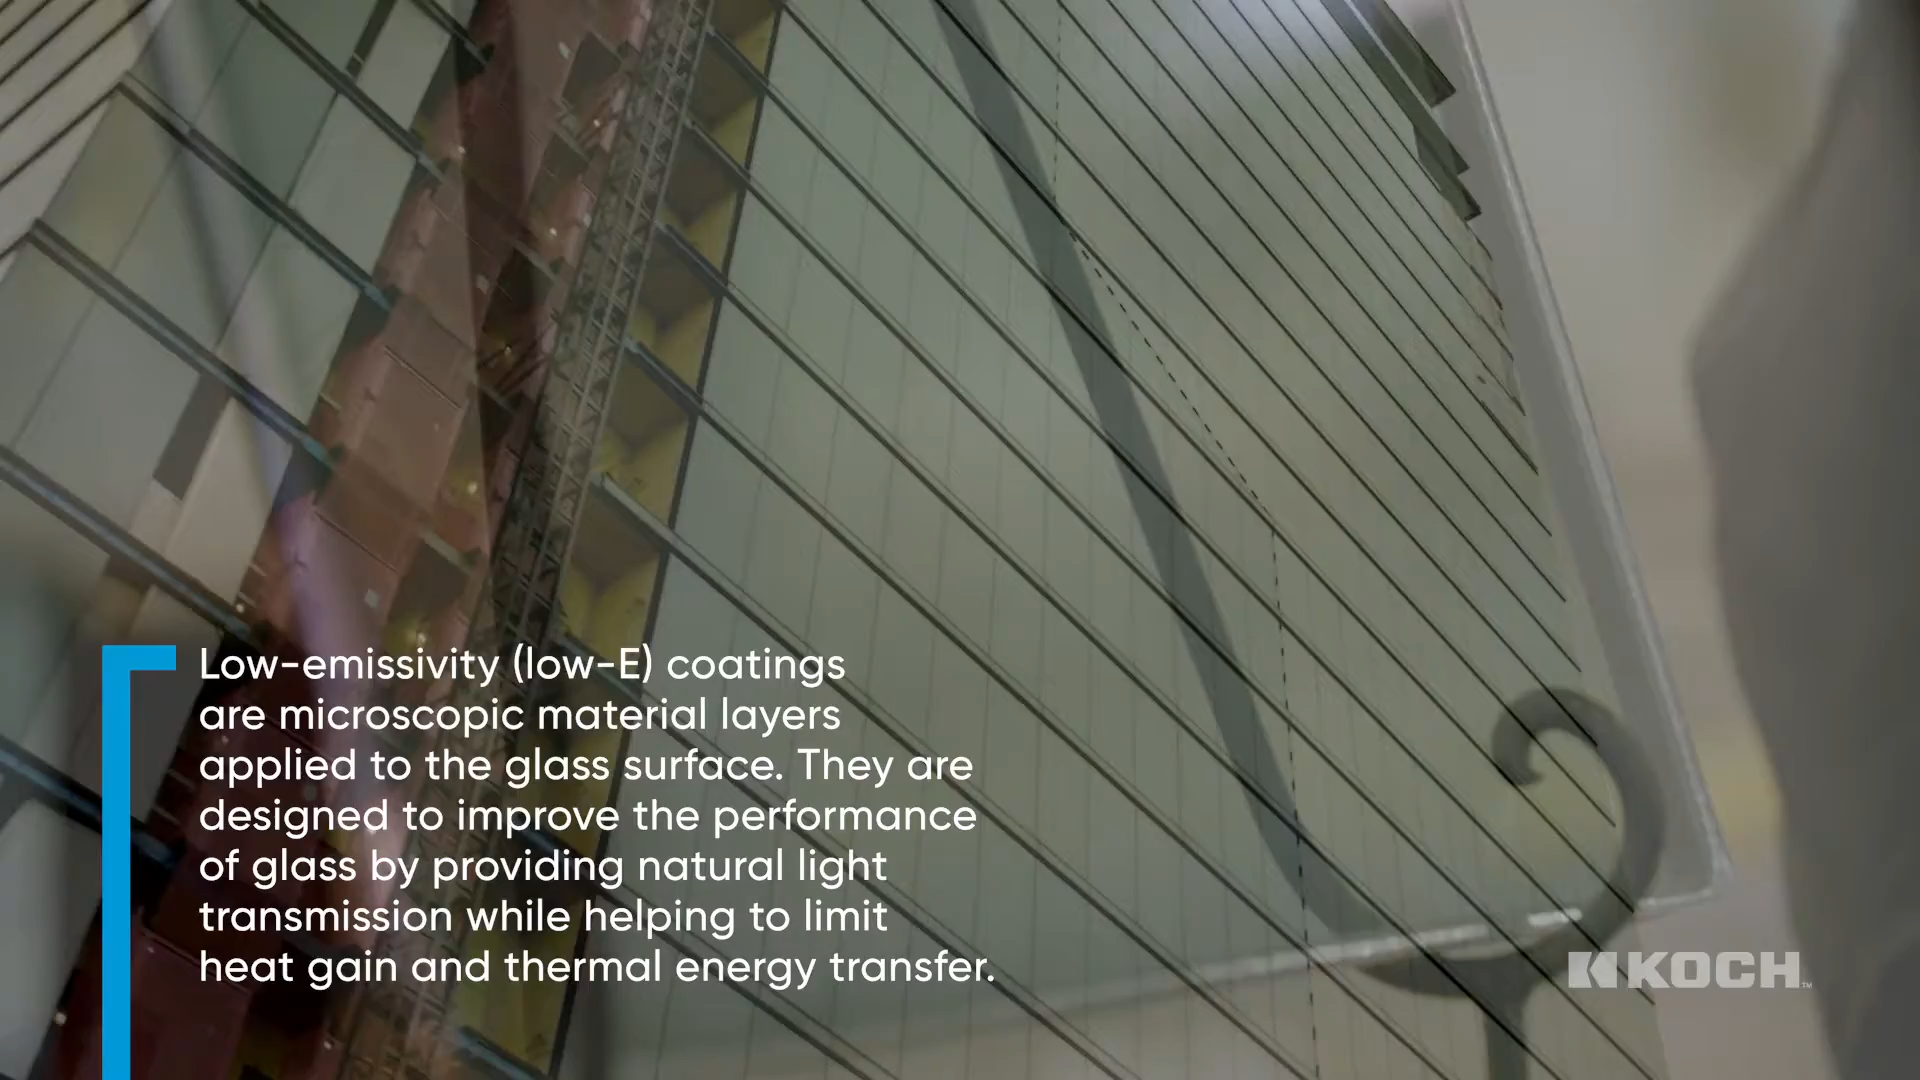 Low-emissivity (low-E) coatings
are microscopic material layers
applied to the glass surface. They are
designed to improve the performance
of glass by providing natural light
transmission while helping to limit
heat gain and thermal energy transfer.
KOCH™